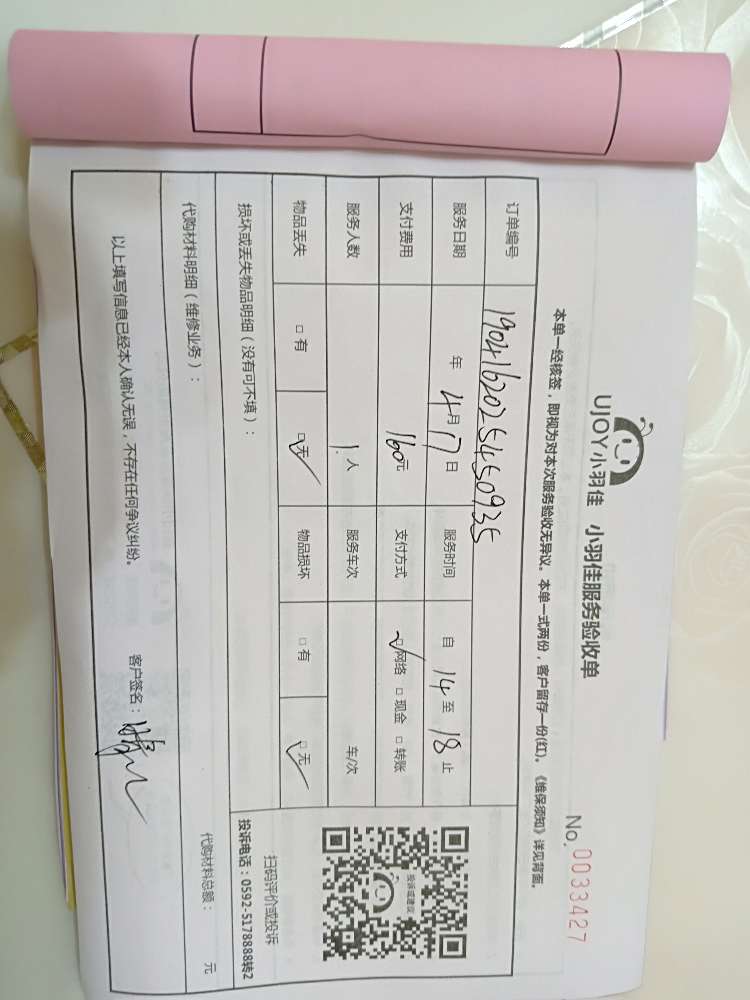 UJOY小羽佳 小羽佳服务验收单
No. 0033427
本单一经核签，即视为对本次服务验收无异议。本单一式两份，客户留存一份(红)。《维保须知》详见背面。
订单编号 1904162025450935
服务日期 年 4月17日 服务时间 自 14 至 18 止
支付费用 160元 支付方式 □网络 □现金 □转账
服务人数 1人 服务车次 车/次
物品丢失 □有 □无 物品损坏 □有 □无
投诉或建议
扫码评价或投诉
投诉电话：0592-5178888转2
损坏或丢失物品明细（没有可不填）：
代购材料明细（维修业务）：
代购材料总额： 元
以上填写信息已经本人确认无误，不存在任何争议纠纷。
客户签名：